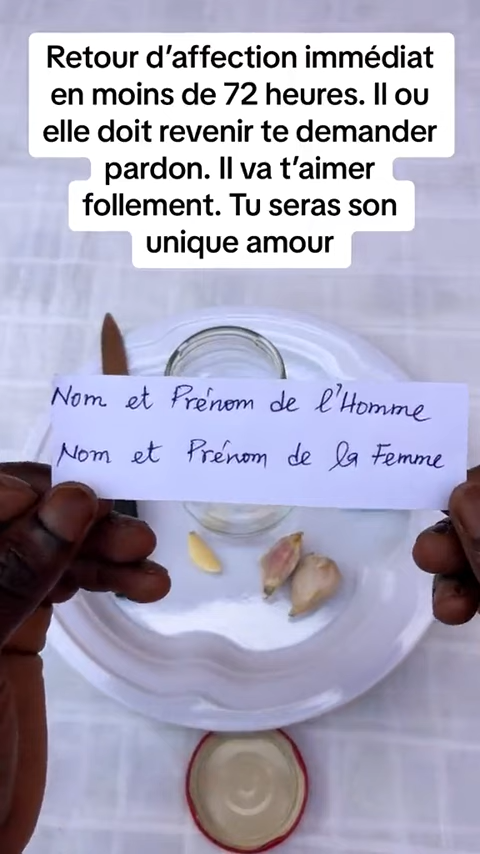 Retour d’affection immédiat
en moins de 72 heures. Il ou
elle doit revenir te demander
pardon. Il va t’aimer
follement. Tu seras son
unique amour
Nom et Prénom de l'Homme
Nom et Prénom de la Femme